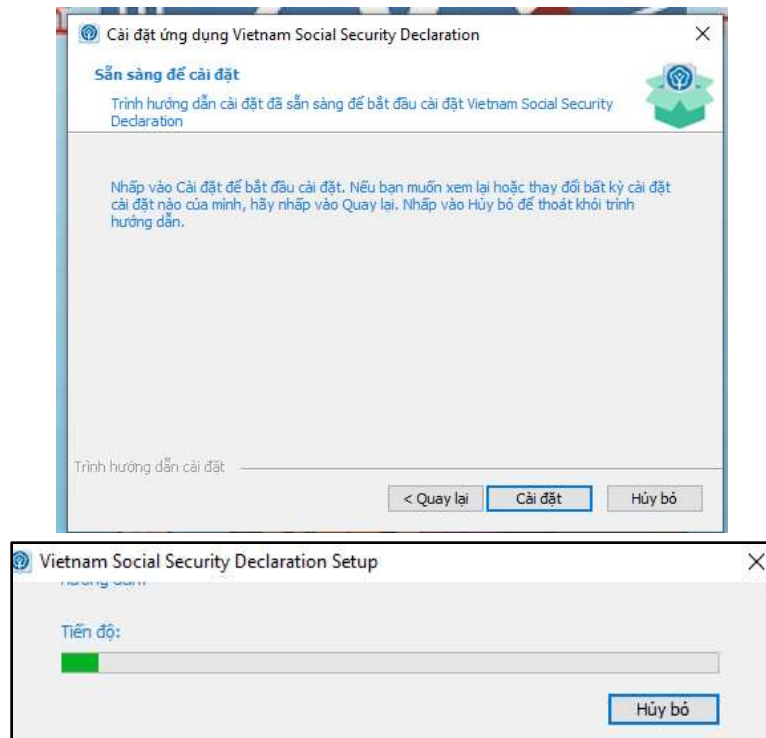 Cài đặt ứng dụng Vietnam Social Security Declaration
Sẵn sàng để cài đặt
Trình hướng dẫn cài đặt đã sẵn sàng để bắt đầu cài đặt Vietnam Social Security
Declaration
Nhấp vào Cài đặt để bắt đầu cài đặt. Nếu bạn muốn xem lại hoặc thay đổi bất kỳ cài đặt
cài đặt nào của mình, hãy nhấp vào Quay lại. Nhấp vào Hủy bỏ để thoát khỏi trình
hướng dẫn.
Trình hướng dẫn cài đặt
< Quay lại Cài đặt Hủy bỏ
Vietnam Social Security Declaration Setup
Tiến độ:
Hủy bỏ